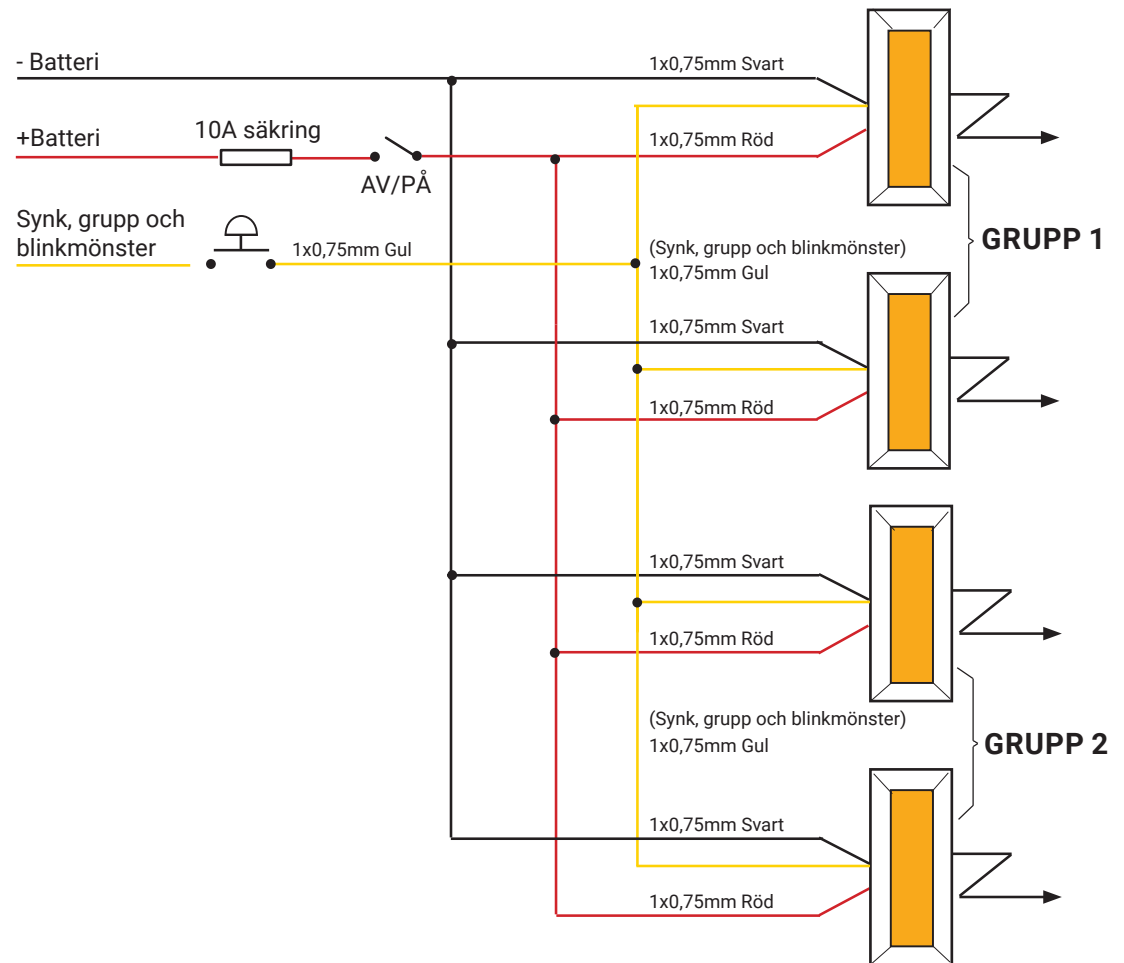 - Batteri
1x0,75mm Svart
10A säkring
+Batteri
1x0,75mm Röd
AV/PÅ
Synk, grupp och
blinkmönster
1x0,75mm Gul
(Synk, grupp och blinkmönster)
1x0,75mm Gul
GRUPP 1
1x0,75mm Svart
1x0,75mm Röd
1x0,75mm Svart
1x0,75mm Röd
(Synk, grupp och blinkmönster)
1x0,75mm Gul
GRUPP 2
1x0,75mm Svart
1x0,75mm Röd